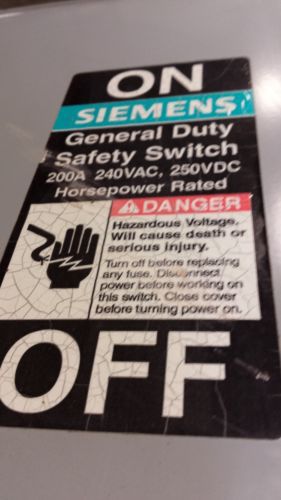 ON
SIEMENS
General Duty
Safety Switch
200A 240VAC, 250VDC
Horsepower Rated
DANGER
Hazardous Voltage.
Will cause death or
serious injury.
Turn off before replacing
any fuse. Disconnect
power before working on
this switch. Close cover
before turning power on.
OFF